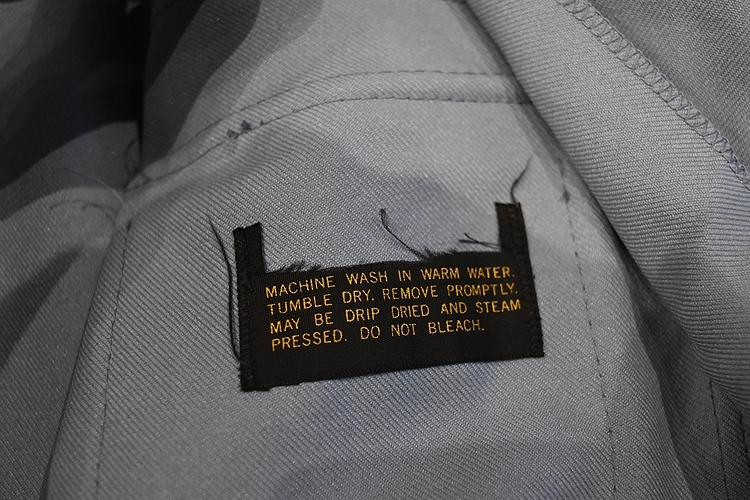 MACHINE WASH IN WARM WATER.
TUMBLE DRY. REMOVE PROMPTLY.
MAY BE DRIP DRIED AND STEAM
PRESSED. DO NOT BLEACH.